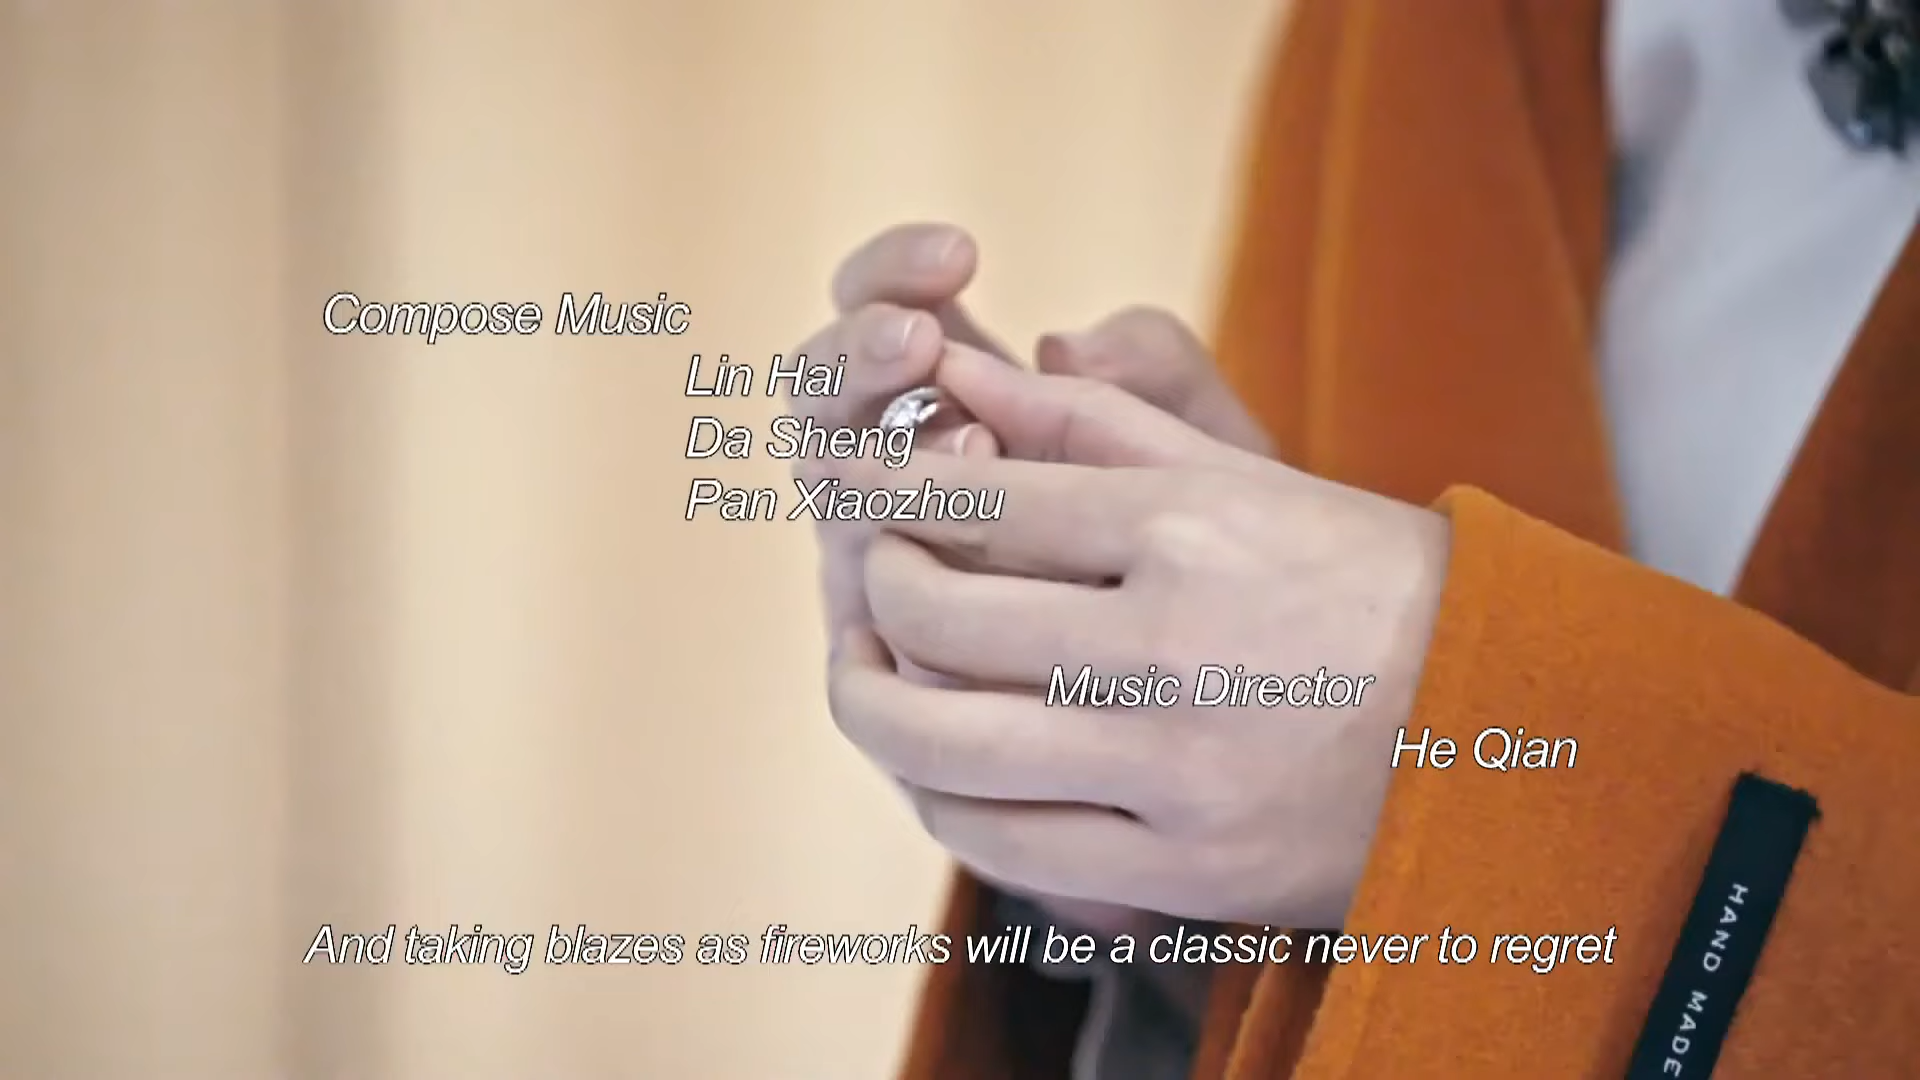 Compose Music
Lin Hai
Da Sheng
Pan Xiaozhou
Music Director
He Qian
And taking blazes as fireworks will be a classic never to regret
HAND MADE